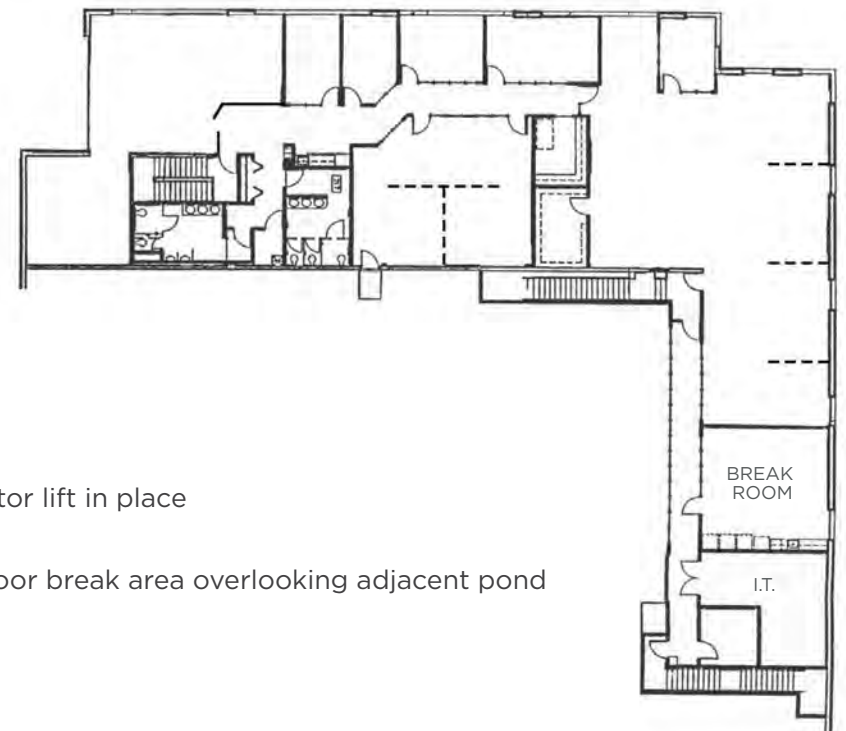 tor lift in place
oor break area overlooking adjacent pond
BREAK
ROOM
I.T.